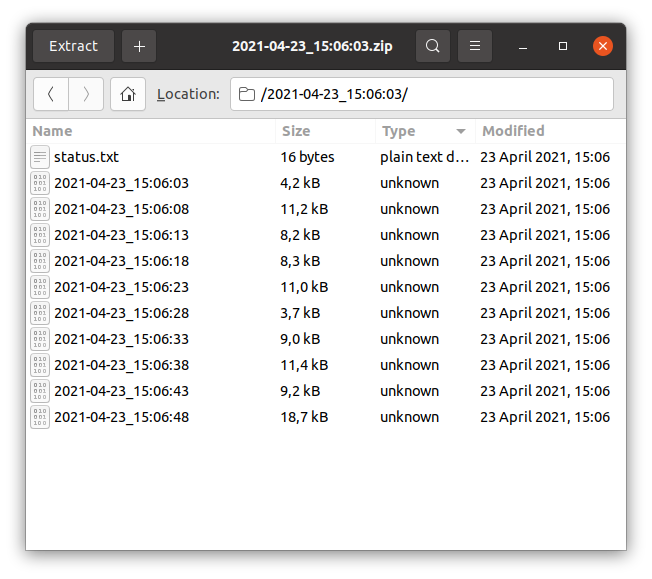 Extract + 2021-04-23_15:06:03.zip
Location: /2021-04-23_15:06:03/
Name Size Type Modified
status.txt 16 bytes plain text d... 23 April 2021, 15:06
2021-04-23_15:06:03 4,2 kB unknown 23 April 2021, 15:06
2021-04-23_15:06:08 11,2 kB unknown 23 April 2021, 15:06
2021-04-23_15:06:13 8,2 kB unknown 23 April 2021, 15:06
2021-04-23_15:06:18 8,3 kB unknown 23 April 2021, 15:06
2021-04-23_15:06:23 11,0 kB unknown 23 April 2021, 15:06
2021-04-23_15:06:28 3,7 kB unknown 23 April 2021, 15:06
2021-04-23_15:06:33 9,0 kB unknown 23 April 2021, 15:06
2021-04-23_15:06:38 11,4 kB unknown 23 April 2021, 15:06
2021-04-23_15:06:43 9,2 kB unknown 23 April 2021, 15:06
2021-04-23_15:06:48 18,7 kB unknown 23 April 2021, 15:06